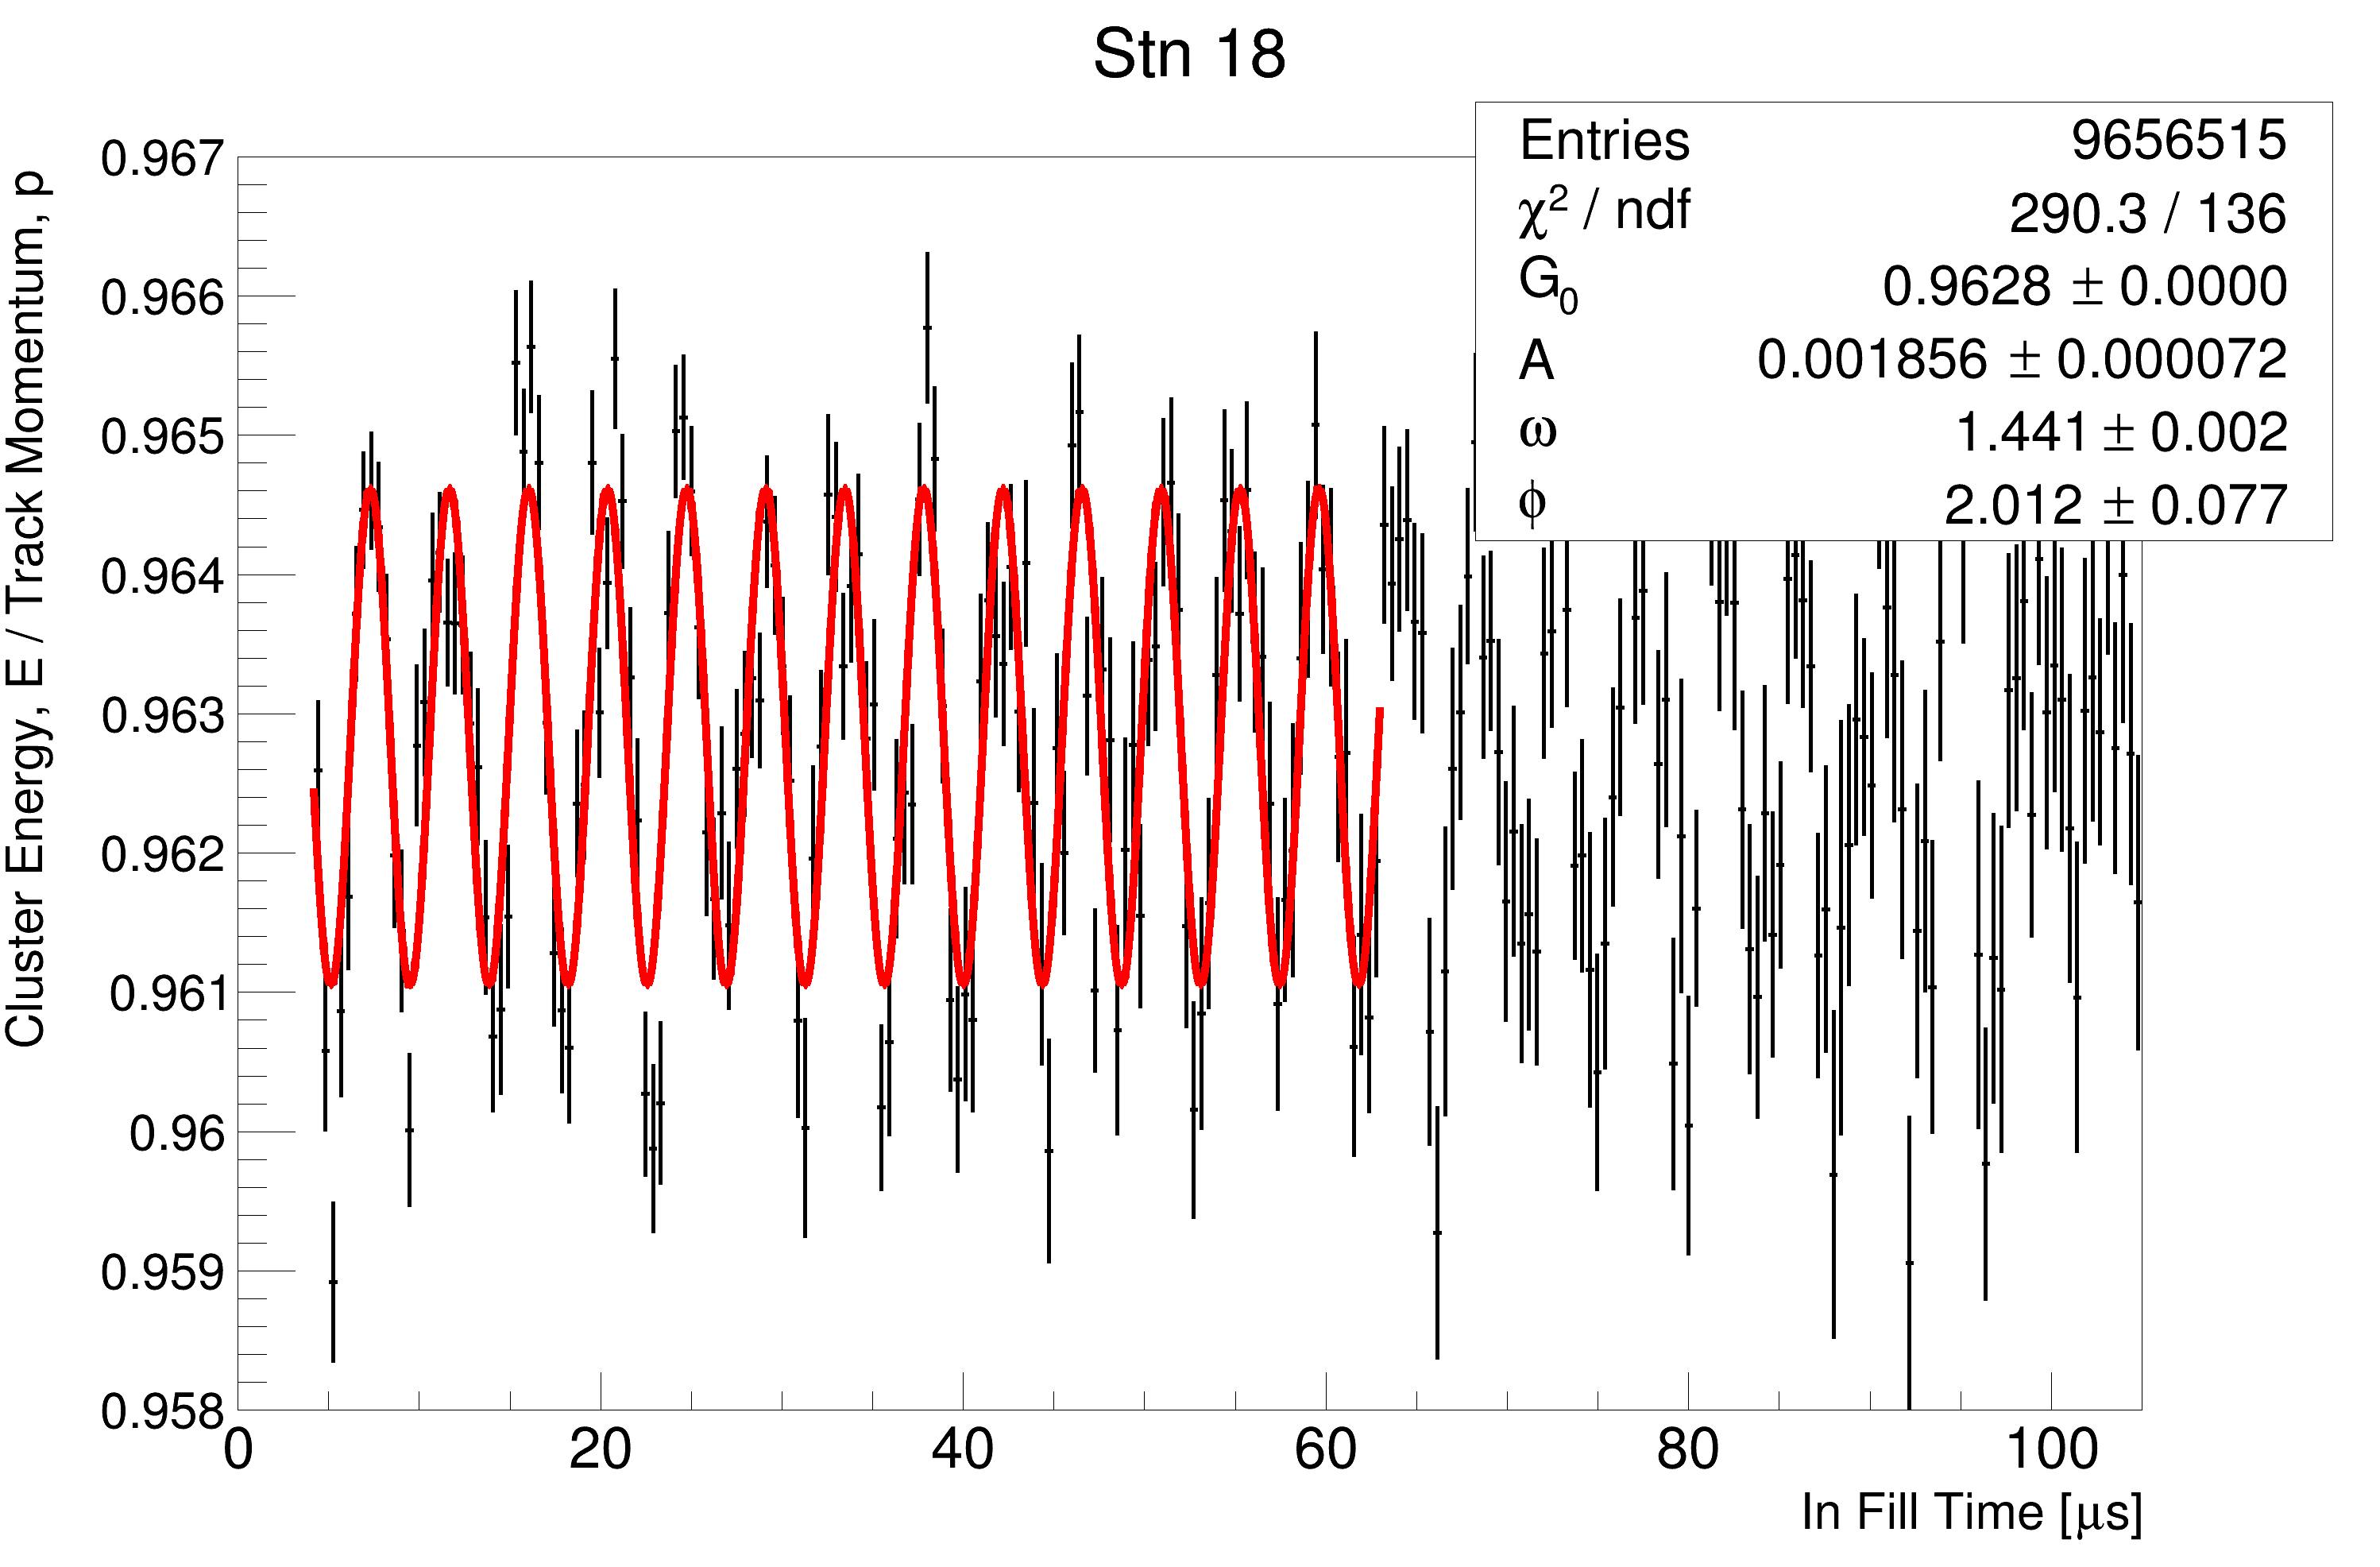 Stn 18
Entries 9656515
χ² / ndf 290.3 / 136
G₀ 0.9628 ± 0.0000
A 0.001856 ± 0.000072
ω 1.441 ± 0.002
ϕ 2.012 ± 0.077
Cluster Energy, E / Track Momentum, p
0.967
0.966
0.965
0.964
0.963
0.962
0.961
0.96
0.959
0.958
0 20 40 60 80 100
In Fill Time [μs]